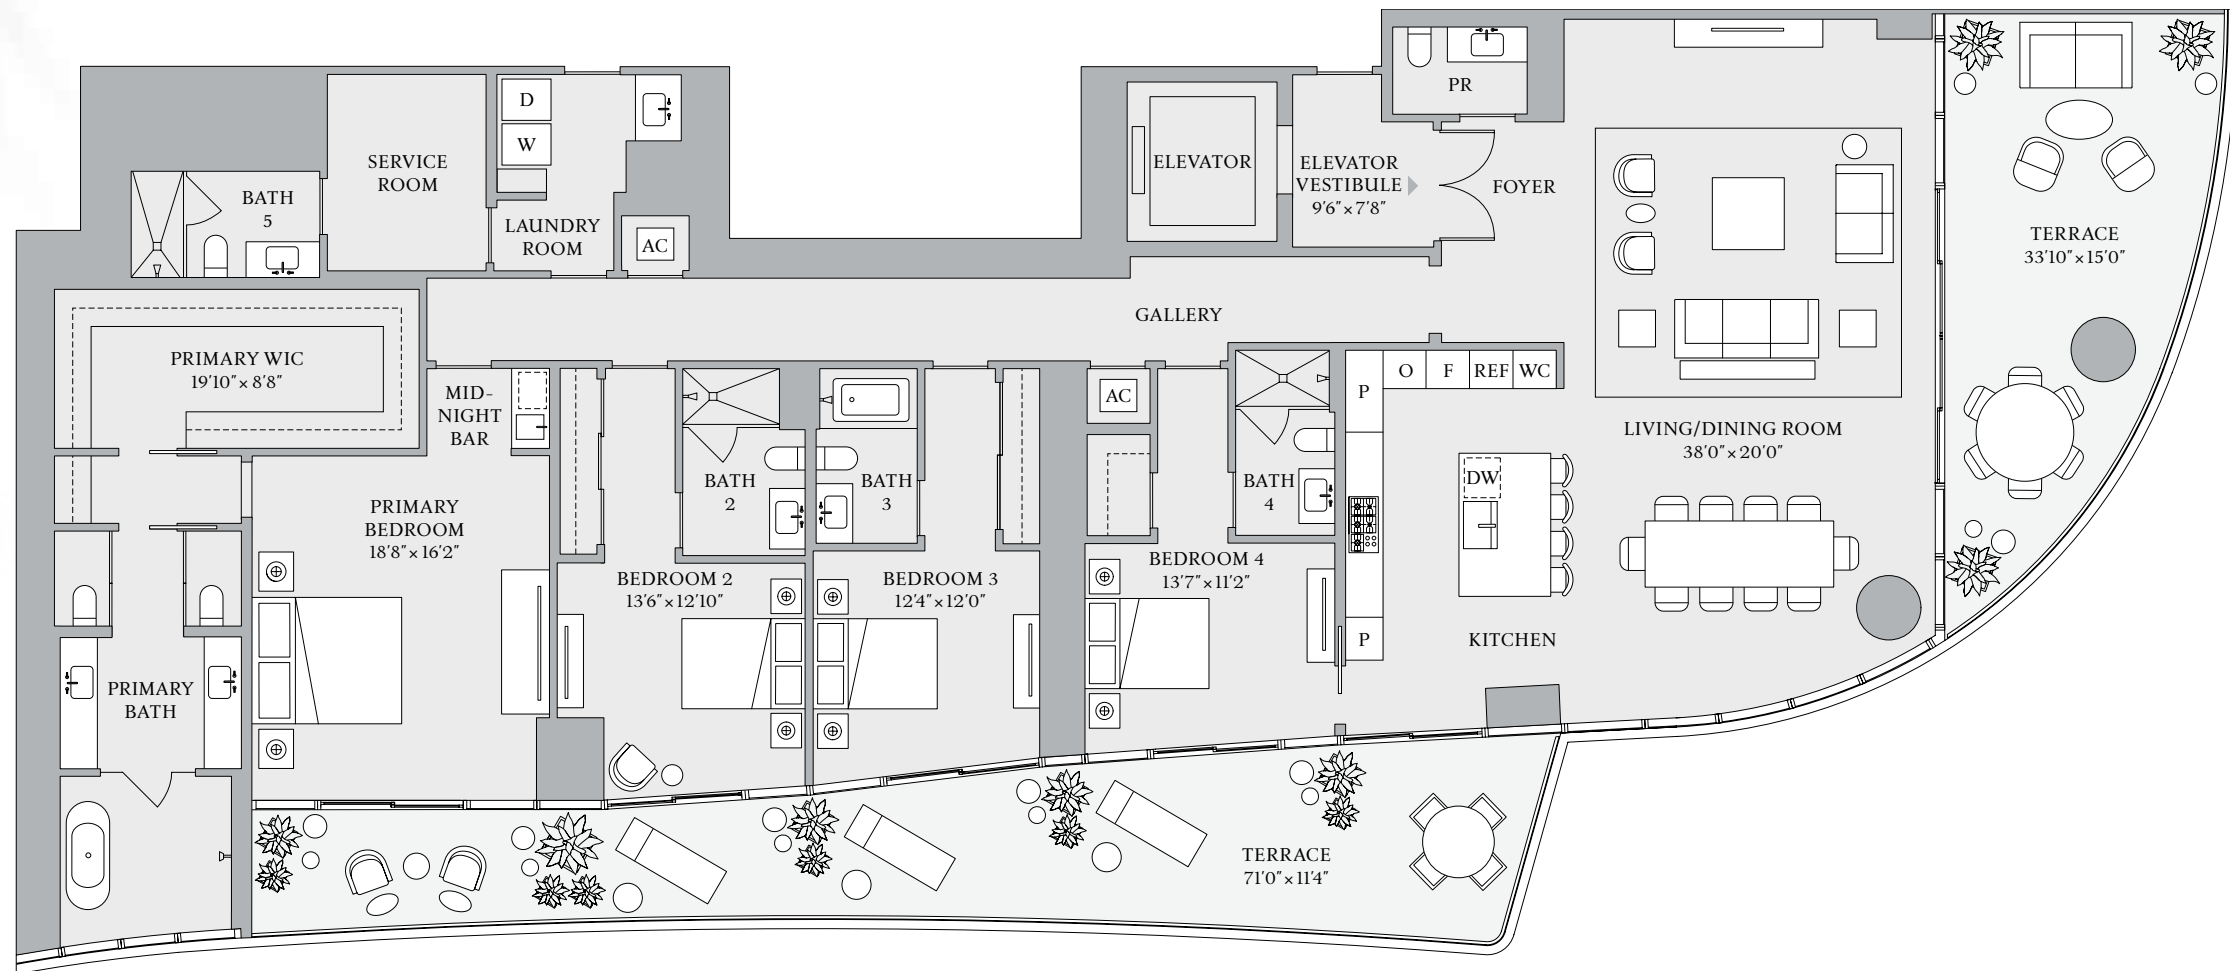 PR
D
W
SERVICE
ROOM
BATH
5
LAUNDRY
ROOM
AC
ELEVATOR
ELEVATOR
VESTIBULE
9'6"×7'8"
FOYER
TERRACE
33'10"×15'0"
GALLERY
PRIMARY WIC
19'10"×8'8"
MID-
NIGHT
BAR
AC
P
O
F
REF
WC
LIVING/DINING ROOM
38'0"×20'0"
PRIMARY
BEDROOM
18'8"×16'2"
BATH
2
BATH
3
BATH
4
DW
BEDROOM 2
13'6"×12'10"
BEDROOM 3
12'4"×12'0"
BEDROOM 4
13'7"×11'2"
P
KITCHEN
PRIMARY
BATH
TERRACE
71'0"×11'4"